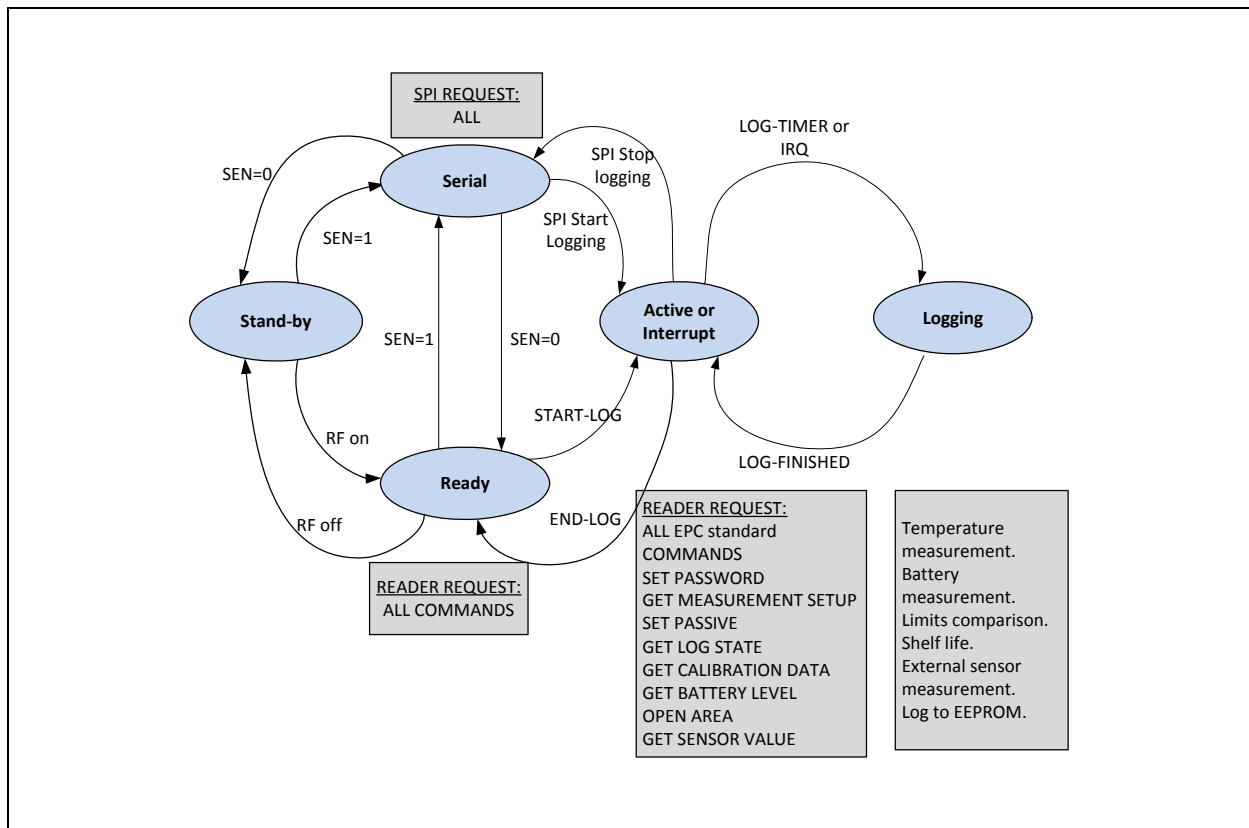 SPI REQUEST:
ALL
LOG-TIMER or
IRQ
SEN=0
Serial
SPI Stop
logging
SPI Start
Logging
SEN=1
Stand-by
SEN=1
SEN=0
Active or
Interrupt
Logging
RF on
START-LOG
Ready
LOG-FINISHED
RF off
END-LOG
READER REQUEST:
ALL COMMANDS
READER REQUEST:
ALL EPC standard
COMMANDS
SET PASSWORD
GET MEASUREMENT SETUP
SET PASSIVE
GET LOG STATE
GET CALIBRATION DATA
GET BATTERY LEVEL
OPEN AREA
GET SENSOR VALUE
Temperature
measurement.
Battery
measurement.
Limits comparison.
Shelf life.
External sensor
measurement.
Log to EEPROM.